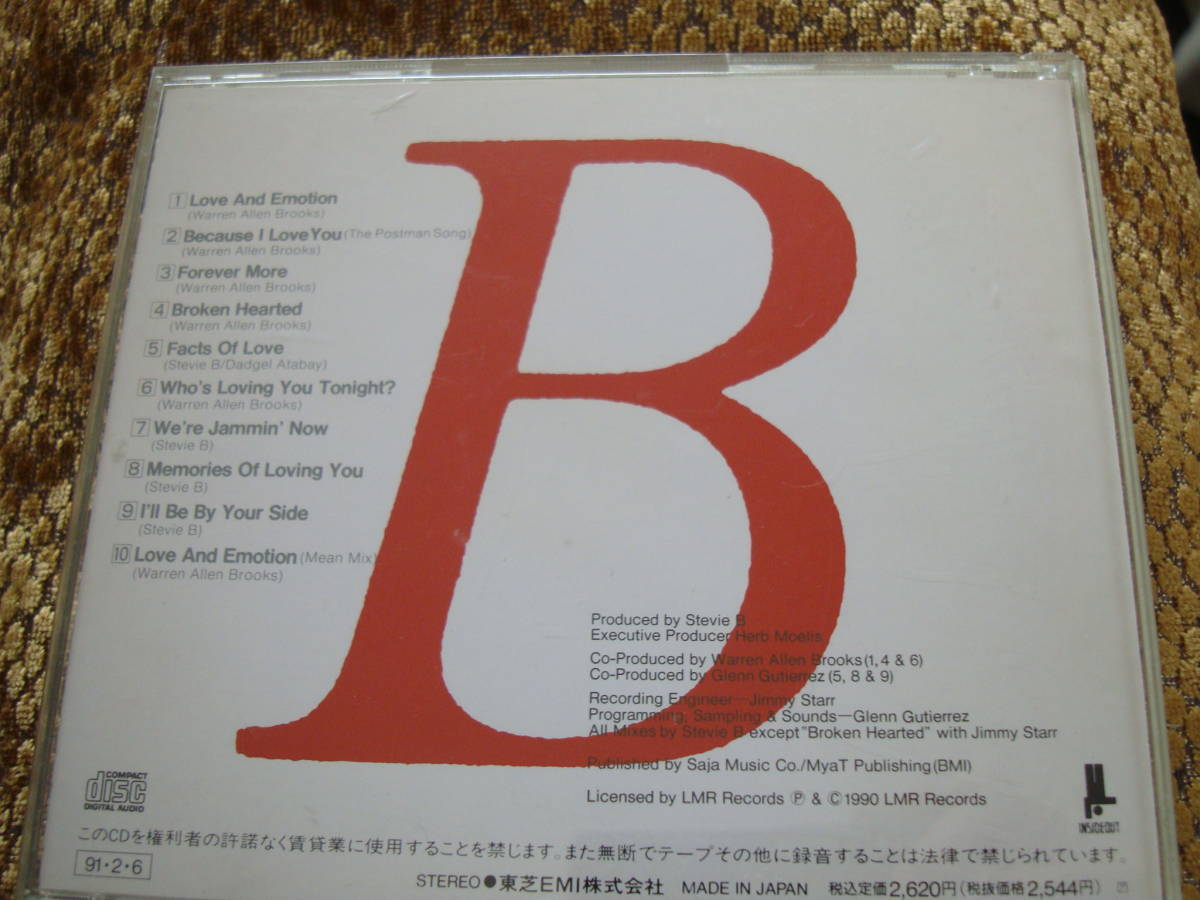 B
1 Love And Emotion
(Warren Allen Brooks)
2 Because I Love You (The Postman Song)
(Warren Allen Brooks)
3 Forever More
(Warren Allen Brooks)
4 Broken Hearted
(Warren Allen Brooks)
5 Facts Of Love
(Stevie B/Dadgel Atabay)
6 Who's Loving You Tonight?
(Warren Allen Brooks)
7 We're Jammin' Now
(Stevie B)
8 Memories Of Loving You
(Stevie B)
9 I'll Be By Your Side
(Stevie B)
10 Love And Emotion (Mean Mix)
(Warren Allen Brooks)
Produced by Stevie B
Executive Producer Herb Moelis
Co-Produced by Warren Allen Brooks (1, 4 & 6)
Co-Produced by Glenn Gutierrez (5, 8 & 9)
Recording Engineer—Jimmy Starr
Programming, Sampling & Sounds—Glenn Gutierrez
All Mixes by Stevie B except "Broken Hearted" with Jimmy Starr
Published by Saja Music Co./MyaT Publishing (BMI)
Licensed by LMR Records Ⓟ & Ⓒ 1990 LMR Records
COMPACT
disc
DIGITAL AUDIO
INSIDEOUT
このCDを権利者の許諾なく賃貸業に使用することを禁じます。また無断でテープその他に録音することは法律で禁じられています。
91・2・6
STEREO●東芝EMI株式会社 MADE IN JAPAN 税込定価2,620円(税抜価格2,544円)